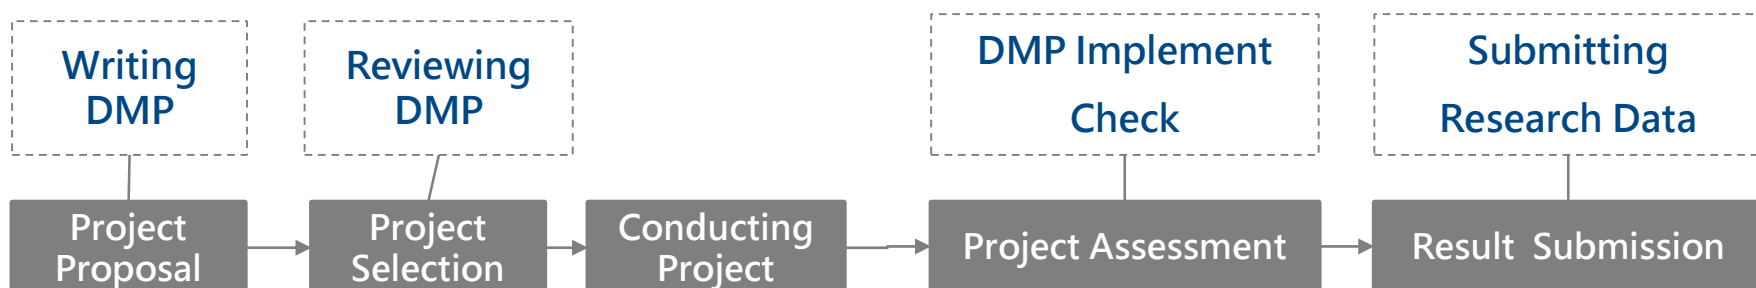 Writing
DMP
Reviewing
DMP
DMP Implement
Check
Submitting
Research Data
Project
Proposal
Project
Selection
Conducting
Project
Project Assessment
Result Submission